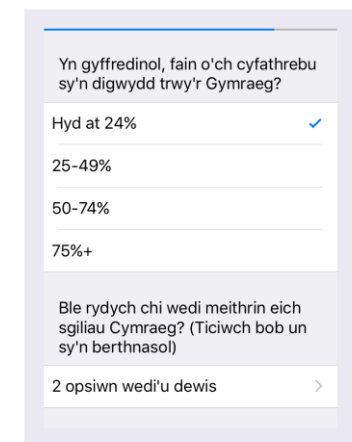 Yn gyffredinol, fain o'ch cyfathrebu
sy'n digwydd trwy'r Gymraeg?
Hyd at 24%
25-49%
50-74%
75%+
Ble rydych chi wedi meithrin eich
sgiliau Cymraeg? (Ticiwch bob un
sy'n berthnasol)
2 opsiwn wedi'u dewis